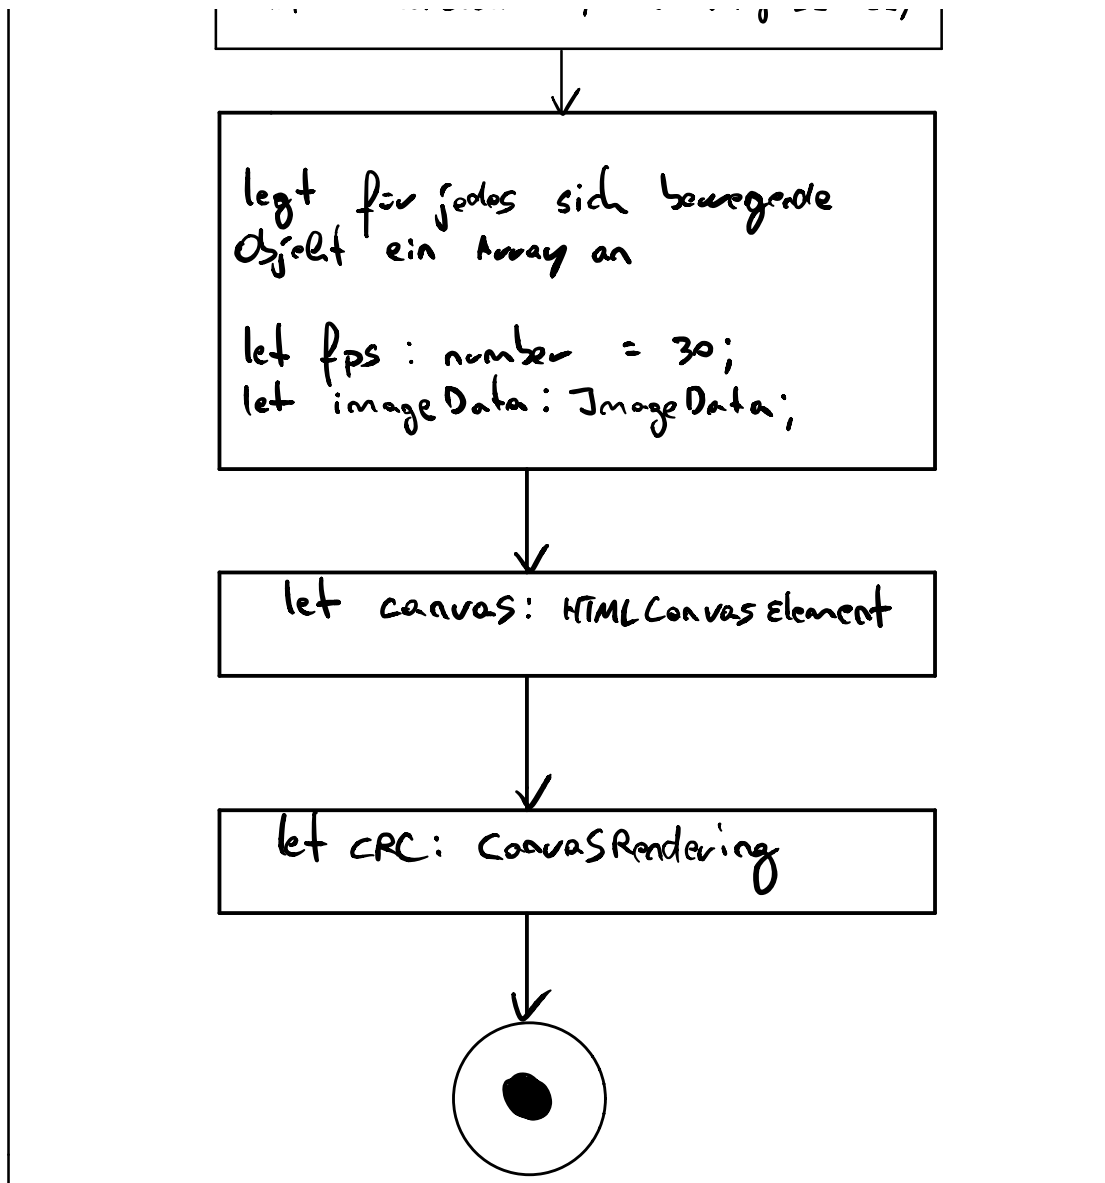 legt für jedes sich bewegende
Objekt ein Array an
let fps : number = 30;
let imageData : ImageData;
let canvas : HTMLCanvasElement
let CRC : CanvasRendering